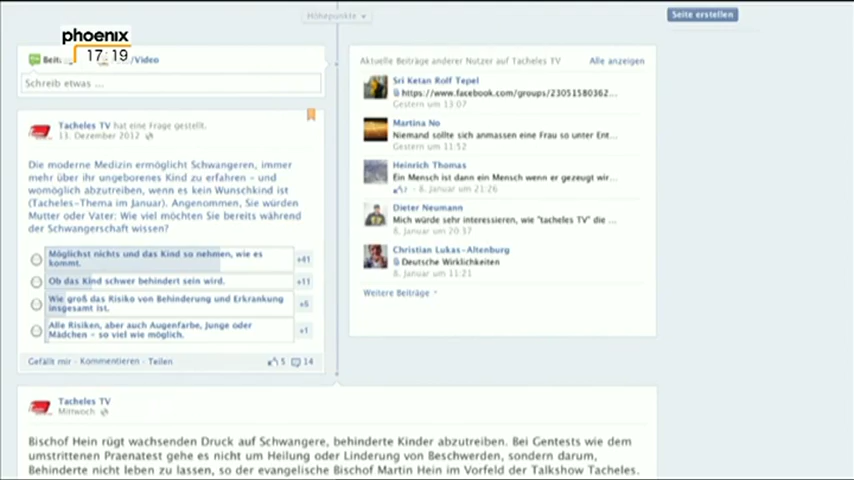 Höhepunkte
Seite erstellen
phoenix
17:19
/Video
Schreib etwas ...
Tacheles TV hat eine Frage gestellt.
13. Dezember 2012
Die moderne Medizin ermöglicht Schwangeren, immer
mehr über ihr ungeborenes Kind zu erfahren - und
womöglich abzutreiben, wenn es kein Wunschkind ist
(Tacheles-Thema im Januar). Angenommen, Sie würden
Mutter oder Vater: Wie viel möchten Sie bereits während
der Schwangerschaft wissen?
Möglichst nichts und das Kind so nehmen, wie es
kommt.
+41
Ob das Kind schwer behindert sein wird.
+11
Wie groß das Risiko von Behinderung und Erkrankung
insgesamt ist.
+5
Alle Risiken, aber auch Augenfarbe, Junge oder
Mädchen - so viel wie möglich.
+1
Gefällt mir · Kommentieren · Teilen
5 14
Aktuelle Beiträge anderer Nutzer auf Tacheles TV
Alle anzeigen
Sri Ketan Rolf Tepel
https://www.facebook.com/groups/23051580362...
Gestern um 13:07
Martina No
Niemand sollte sich anmassen eine Frau so unter Ent...
Gestern um 11:52
Heinrich Thomas
Ein Mensch ist dann ein Mensch wenn er gezeugt wir...
· 8. Januar um 21:26
Dieter Neumann
Mich würde sehr interessieren, wie "tacheles TV" die ...
8. Januar um 20:37
Christian Lukas-Altenburg
Deutsche Wirklichkeiten
8. Januar um 11:21
Weitere Beiträge
Tacheles TV
Mittwoch
Bischof Hein rügt wachsenden Druck auf Schwangere, behinderte Kinder abzutreiben. Bei Gentests wie dem
umstrittenen Praenatest gehe es nicht um Heilung oder Linderung von Beschwerden, sondern darum,
Behinderte nicht leben zu lassen, so der evangelische Bischof Martin Hein im Vorfeld der Talkshow Tacheles.